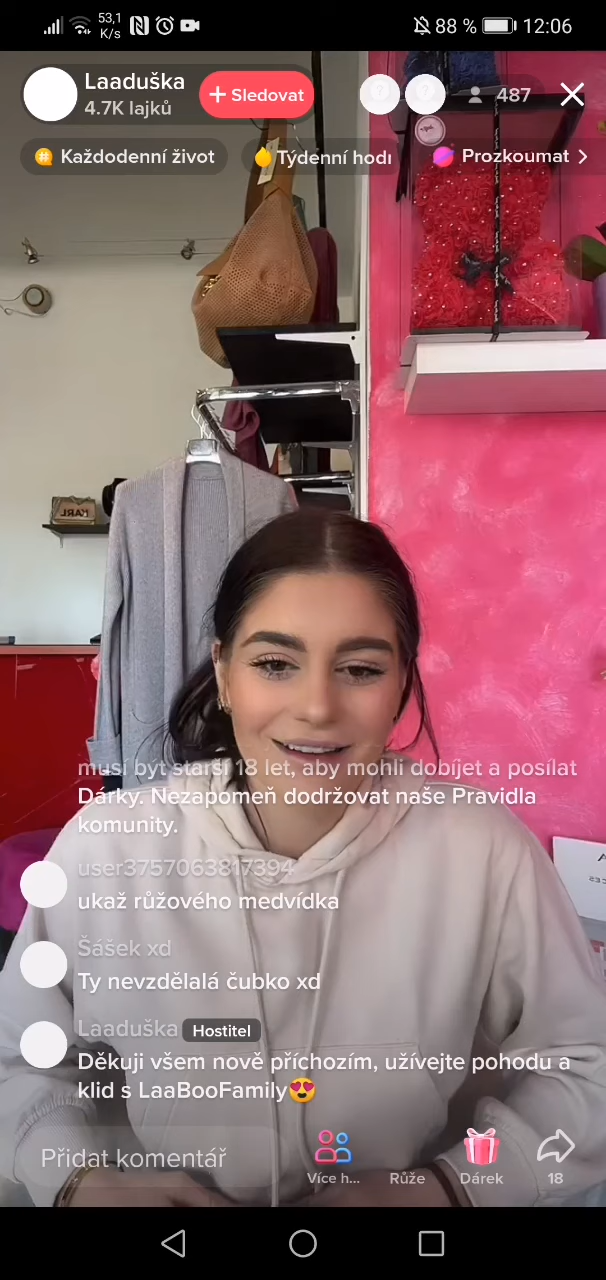 53,1
K/s
88 %
12:06
Laaduška
4.7K lajků
+ Sledovat
487
Každodenní život
Týdenní hod
Prozkoumat >
KARL
musí být starší 18 let, aby mohli dobíjet a posílat
Dárky. Nezapomeň dodržovat naše Pravidla
komunity.
user3757063817394
ukaž růžového medvídka
Šášek xd
Ty nevzdělalá čubko xd
Laaduška Hostitel
Děkuji všem nově příchozím, užívejte pohodu a
klid s LaaBooFamily😍
Přidat komentář
Více h...
Růže
Dárek
18